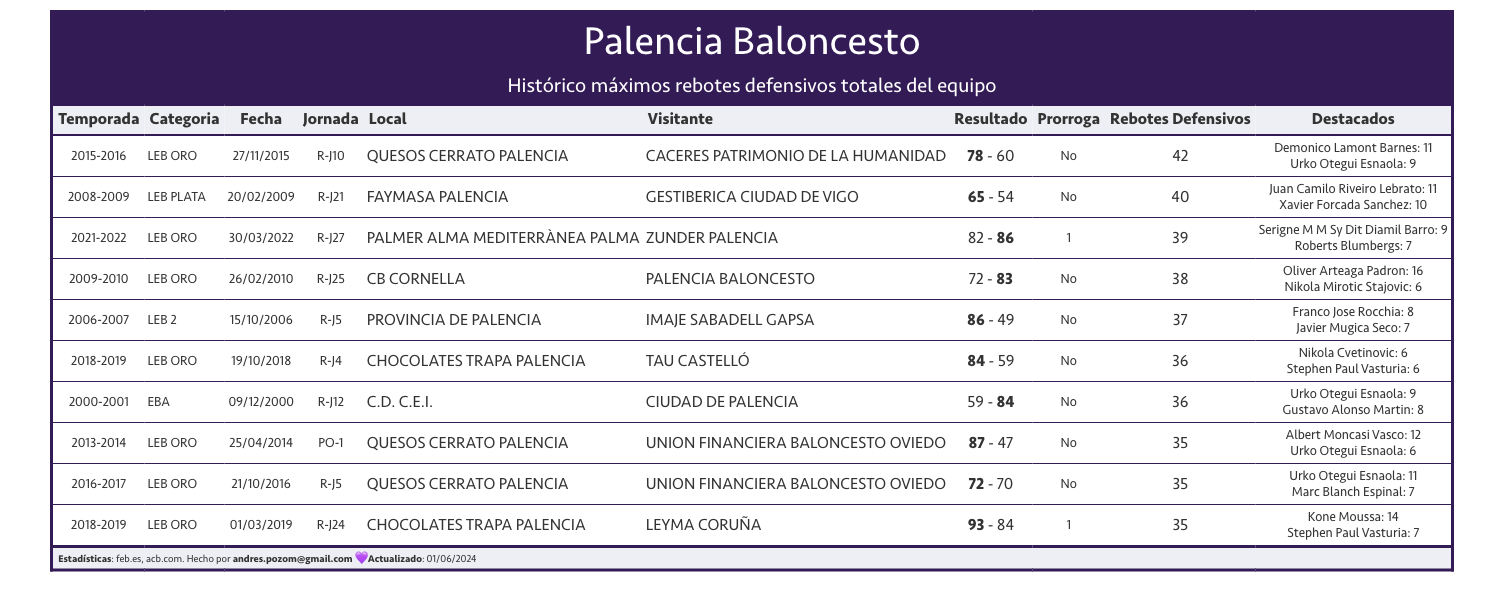 Palencia Baloncesto
Histórico máximos rebotes defensivos totales del equipo
Temporada Categoria Fecha Jornada Local Visitante Resultado Prorroga Rebotes Defensivos Destacados
2015-2016 LEB ORO 27/11/2015 R-J10 QUESOS CERRATO PALENCIA CACERES PATRIMONIO DE LA HUMANIDAD 78 - 60 No 42 Demonico Lamont Barnes: 11
Urko Otegui Esnaola: 9
2008-2009 LEB PLATA 20/02/2009 R-J21 FAYMASA PALENCIA GESTIBERICA CIUDAD DE VIGO 65 - 54 No 40 Juan Camilo Riveiro Lebrato: 11
Xavier Forcada Sanchez: 10
2021-2022 LEB ORO 30/03/2022 R-J27 PALMER ALMA MEDITERRÀNEA PALMA ZUNDER PALENCIA 82 - 86 1 39 Serigne M M Sy Dit Diamil Barro: 9
Roberts Blumbergs: 7
2009-2010 LEB ORO 26/02/2010 R-J25 CB CORNELLA PALENCIA BALONCESTO 72 - 83 No 38 Oliver Arteaga Padron: 16
Nikola Mirotic Stajovic: 6
2006-2007 LEB 2 15/10/2006 R-J5 PROVINCIA DE PALENCIA IMAJE SABADELL GAPSA 86 - 49 No 37 Franco Jose Rocchia: 8
Javier Mugica Seco: 7
2018-2019 LEB ORO 19/10/2018 R-J4 CHOCOLATES TRAPA PALENCIA TAU CASTELLÓ 84 - 59 No 36 Nikola Cvetinovic: 6
Stephen Paul Vasturia: 6
2000-2001 EBA 09/12/2000 R-J12 C.D. C.E.I. CIUDAD DE PALENCIA 59 - 84 No 36 Urko Otegui Esnaola: 9
Gustavo Alonso Martin: 8
2013-2014 LEB ORO 25/04/2014 PO-1 QUESOS CERRATO PALENCIA UNION FINANCIERA BALONCESTO OVIEDO 87 - 47 No 35 Albert Moncasi Vasco: 12
Urko Otegui Esnaola: 6
2016-2017 LEB ORO 21/10/2016 R-J5 QUESOS CERRATO PALENCIA UNION FINANCIERA BALONCESTO OVIEDO 72 - 70 No 35 Urko Otegui Esnaola: 11
Marc Blanch Espinal: 7
2018-2019 LEB ORO 01/03/2019 R-J24 CHOCOLATES TRAPA PALENCIA LEYMA CORUÑA 93 - 84 1 35 Kone Moussa: 14
Stephen Paul Vasturia: 7
Estadísticas: feb.es, acb.com. Hecho por andres.pozom@gmail.com 💜Actualizado: 01/06/2024